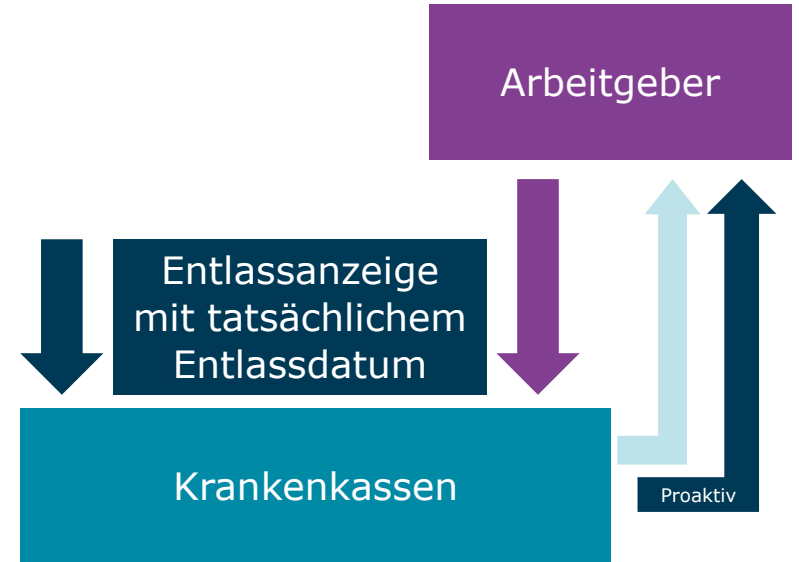 Arbeitgeber
Entlassanzeige
mit tatsächlichem
Entlassdatum
Krankenkassen
Proaktiv